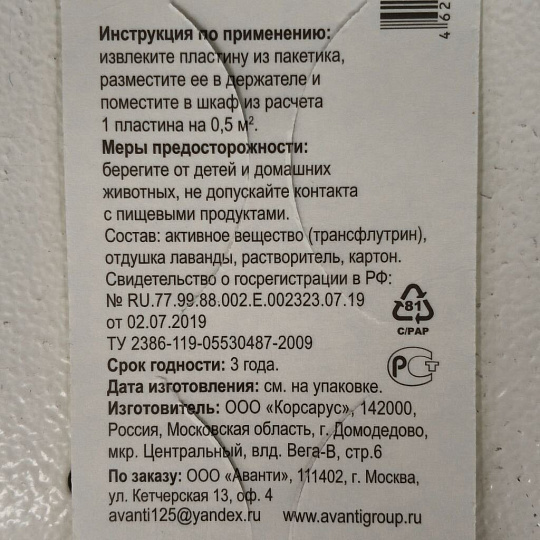 4 62
Инструкция по применению:
извлеките пластину из пакетика,
разместите ее в держателе и
поместите в шкаф из расчета
1 пластина на 0,5 м².
Меры предосторожности:
берегите от детей и домашних
животных, не допускайте контакта
с пищевыми продуктами.
Состав: активное вещество (трансфлутрин),
отдушка лаванды, растворитель, картон.
Свидетельство о госрегистрации в РФ:
№ RU.77.99.88.002.E.002323.07.19
от 02.07.2019
ТУ 2386-119-05530487-2009
81
C/PAP
РСТ
Срок годности: 3 года.
Дата изготовления: см. на упаковке.
Изготовитель: ООО «Корсарус», 142000,
Россия, Московская область, г. Домодедово,
мкр. Центральный, влд. Вега-В, стр.6
По заказу: ООО «Аванти», 111402, г. Москва,
ул. Кетчерская 13, оф. 4
avanti125@yandex.ru www.avantigroup.ru